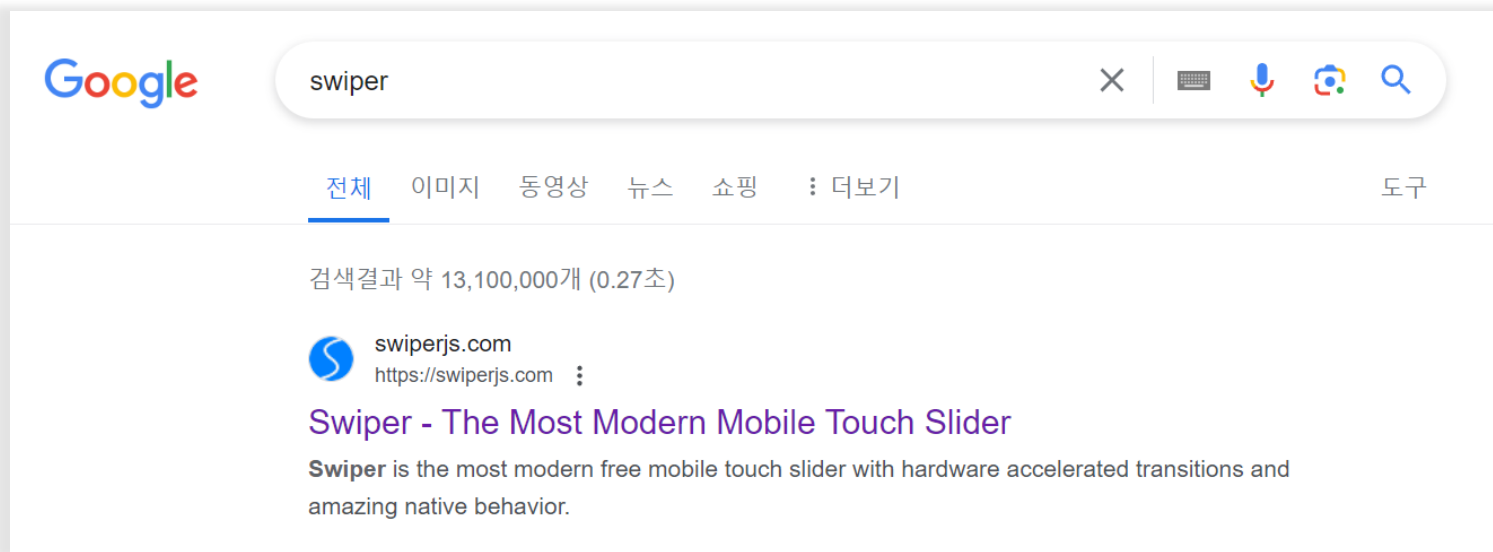 Google
swiper
전체 이미지 동영상 뉴스 쇼핑 더보기 도구
검색결과 약 13,100,000개 (0.27초)
swiperjs.com
https://swiperjs.com
Swiper - The Most Modern Mobile Touch Slider
Swiper is the most modern free mobile touch slider with hardware accelerated transitions and
amazing native behavior.